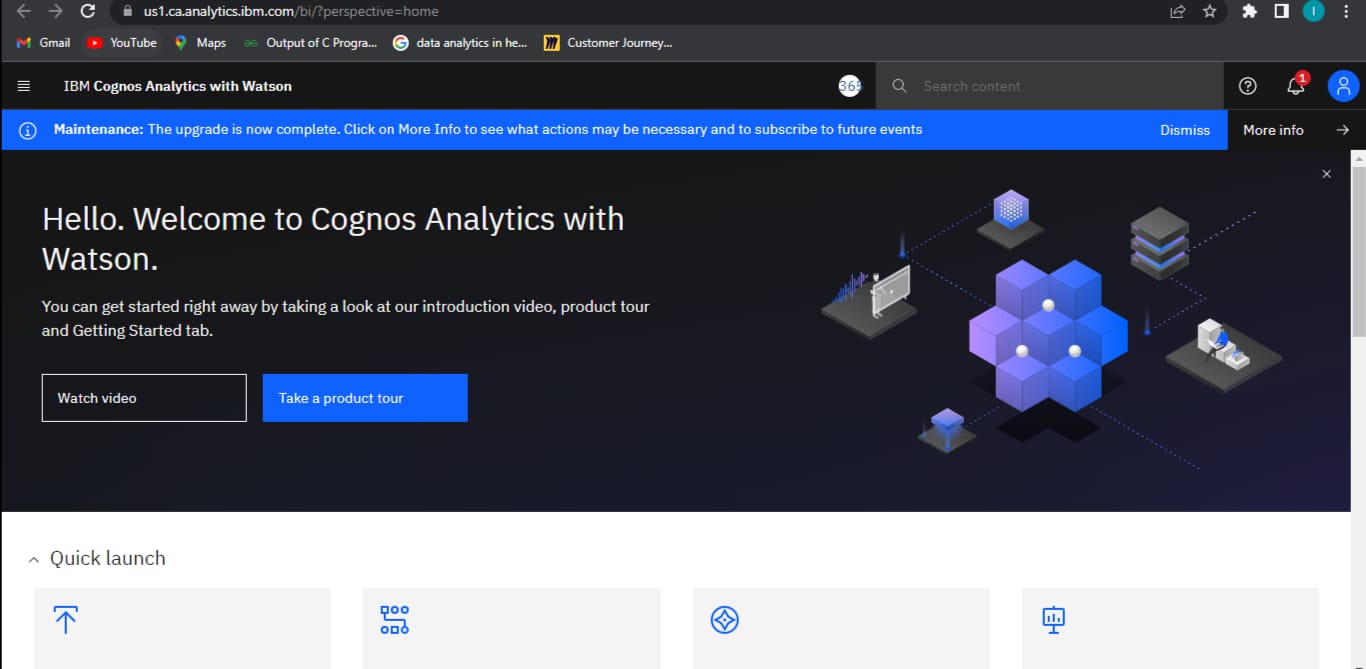 us1.ca.analytics.ibm.com/bi/?perspective=home
I
Gmail YouTube Maps Output of C Progra... data analytics in he... Customer Journey...
IBM Cognos Analytics with Watson
365
Search content
1
Maintenance: The upgrade is now complete. Click on More Info to see what actions may be necessary and to subscribe to future events
Dismiss
More info
Hello. Welcome to Cognos Analytics with
Watson.
You can get started right away by taking a look at our introduction video, product tour
and Getting Started tab.
Watch video
Take a product tour
Quick launch